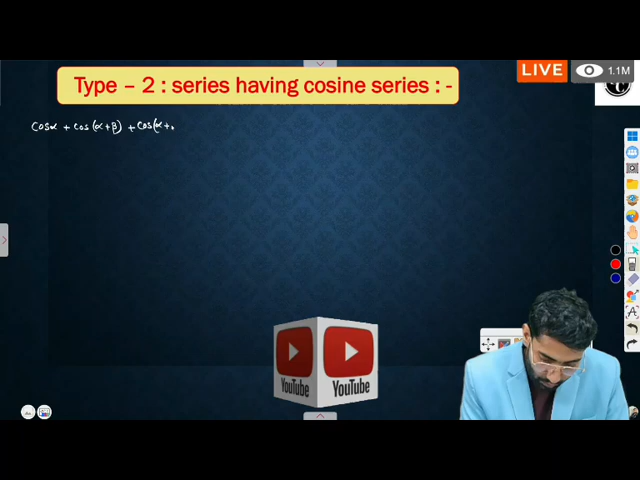 LIVE 1.1M
Type – 2 : series having cosine series : -
cosα + cos (α+β) + cos(α+.
YouTube YouTube